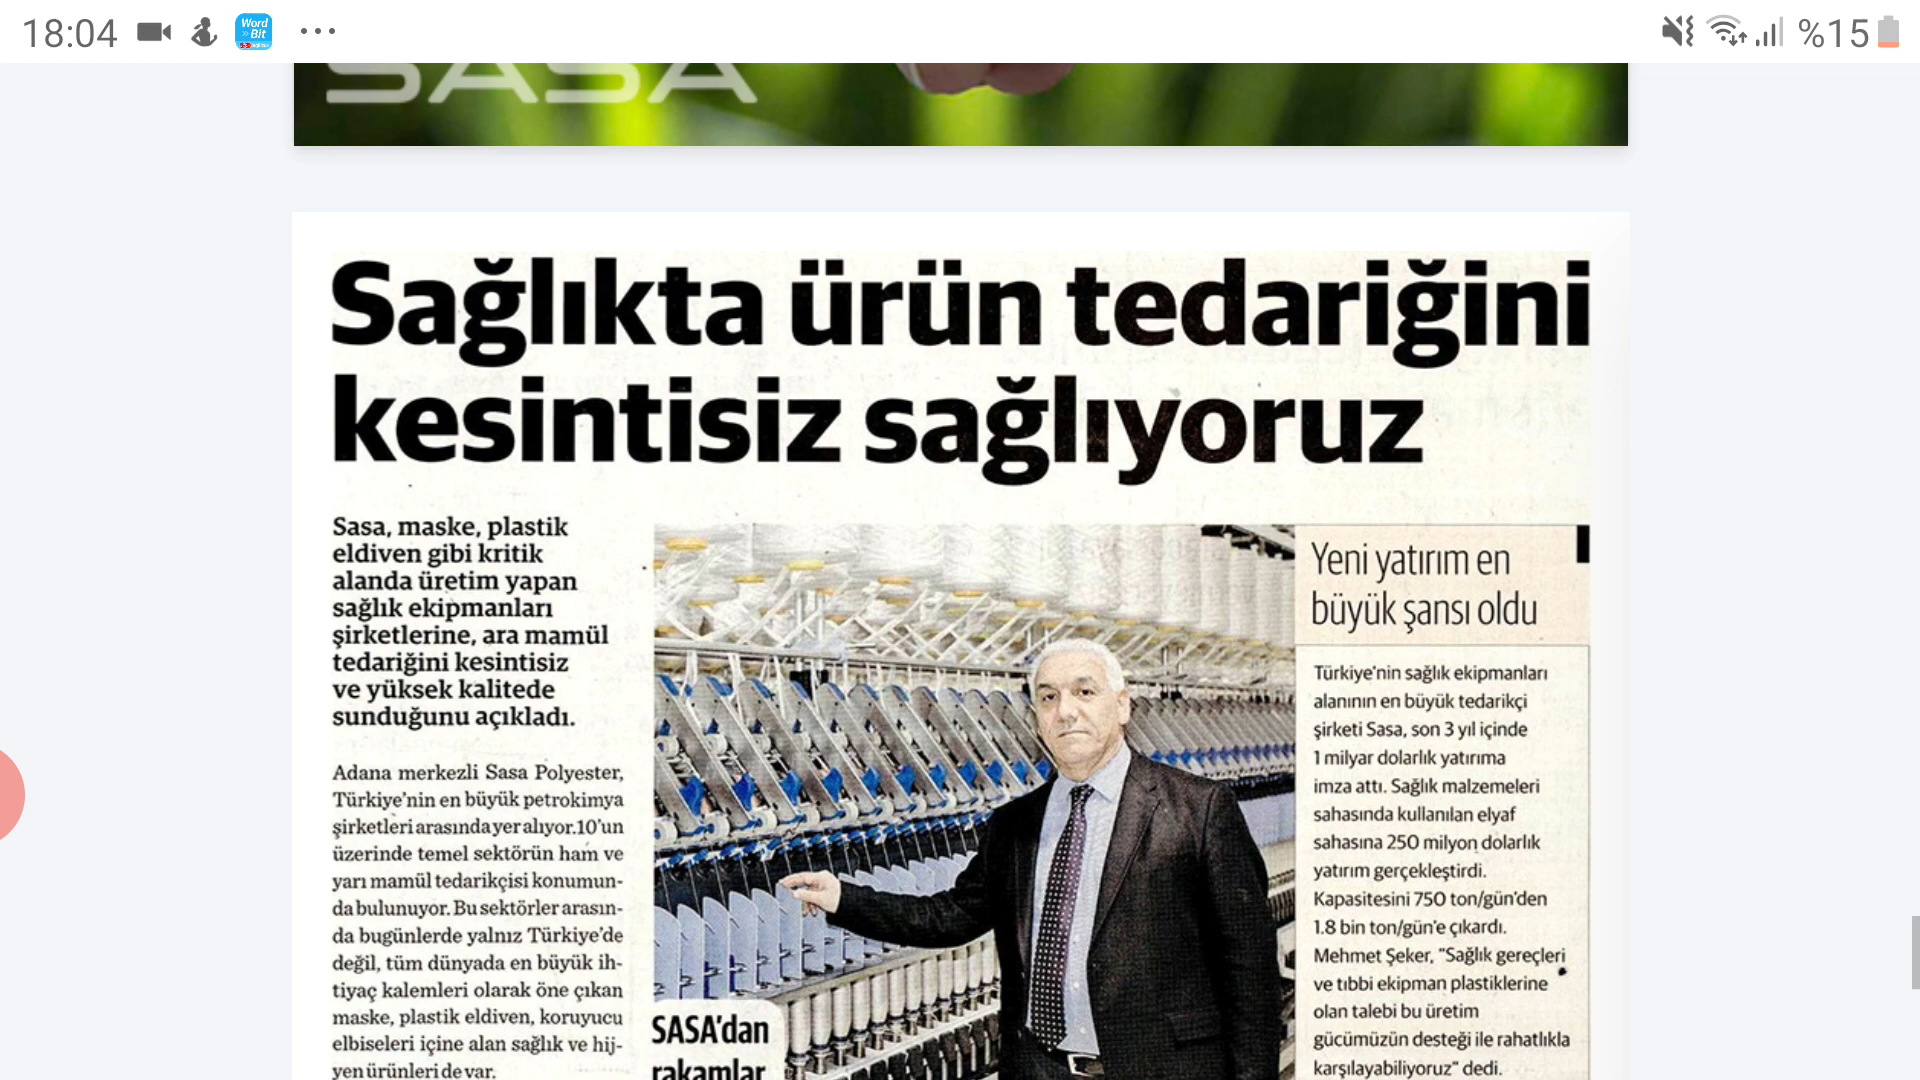 18:04
Word
Bit
%15
SASA
Sağlıkta ürün tedariğini
kesintisiz sağlıyoruz
Sasa, maske, plastik
eldiven gibi kritik
alanda üretim yapan
sağlık ekipmanları
şirketlerine, ara mamül
tedariğini kesintisiz
ve yüksek kalitede
sunduğunu açıkladı.
Adana merkezli Sasa Polyester,
Türkiye'nin en büyük petrokimya
şirketleri arasında yer alıyor. 10'un
üzerinde temel sektörün ham ve
yarı mamül tedarikçisi konumun-
da bulunuyor. Bu sektörler arasın-
da bugünlerde yalnız Türkiye'de
değil, tüm dünyada en büyük ih-
tiyaç kalemleri olarak öne çıkan
maske, plastik eldiven, koruyucu
elbiseleri içine alan sağlık ve hij-
yen ürünleri de var.
SASA'dan
rakamlar
Yeni yatırım en
büyük şansı oldu
Türkiye'nin sağlık ekipmanları
alanının en büyük tedarikçi
şirketi Sasa, son 3 yıl içinde
1 milyar dolarlık yatırıma
imza attı. Sağlık malzemeleri
sahasında kullanılan elyaf
sahasına 250 milyon dolarlık
yatırım gerçekleştirdi.
Kapasitesini 750 ton/gün'den
1.8 bin ton/gün'e çıkardı.
Mehmet Şeker, "Sağlık gereçleri
ve tıbbi ekipman plastiklerine
olan talebi bu üretim
gücümüzün desteği ile rahatlıkla
karşılayabiliyoruz" dedi.